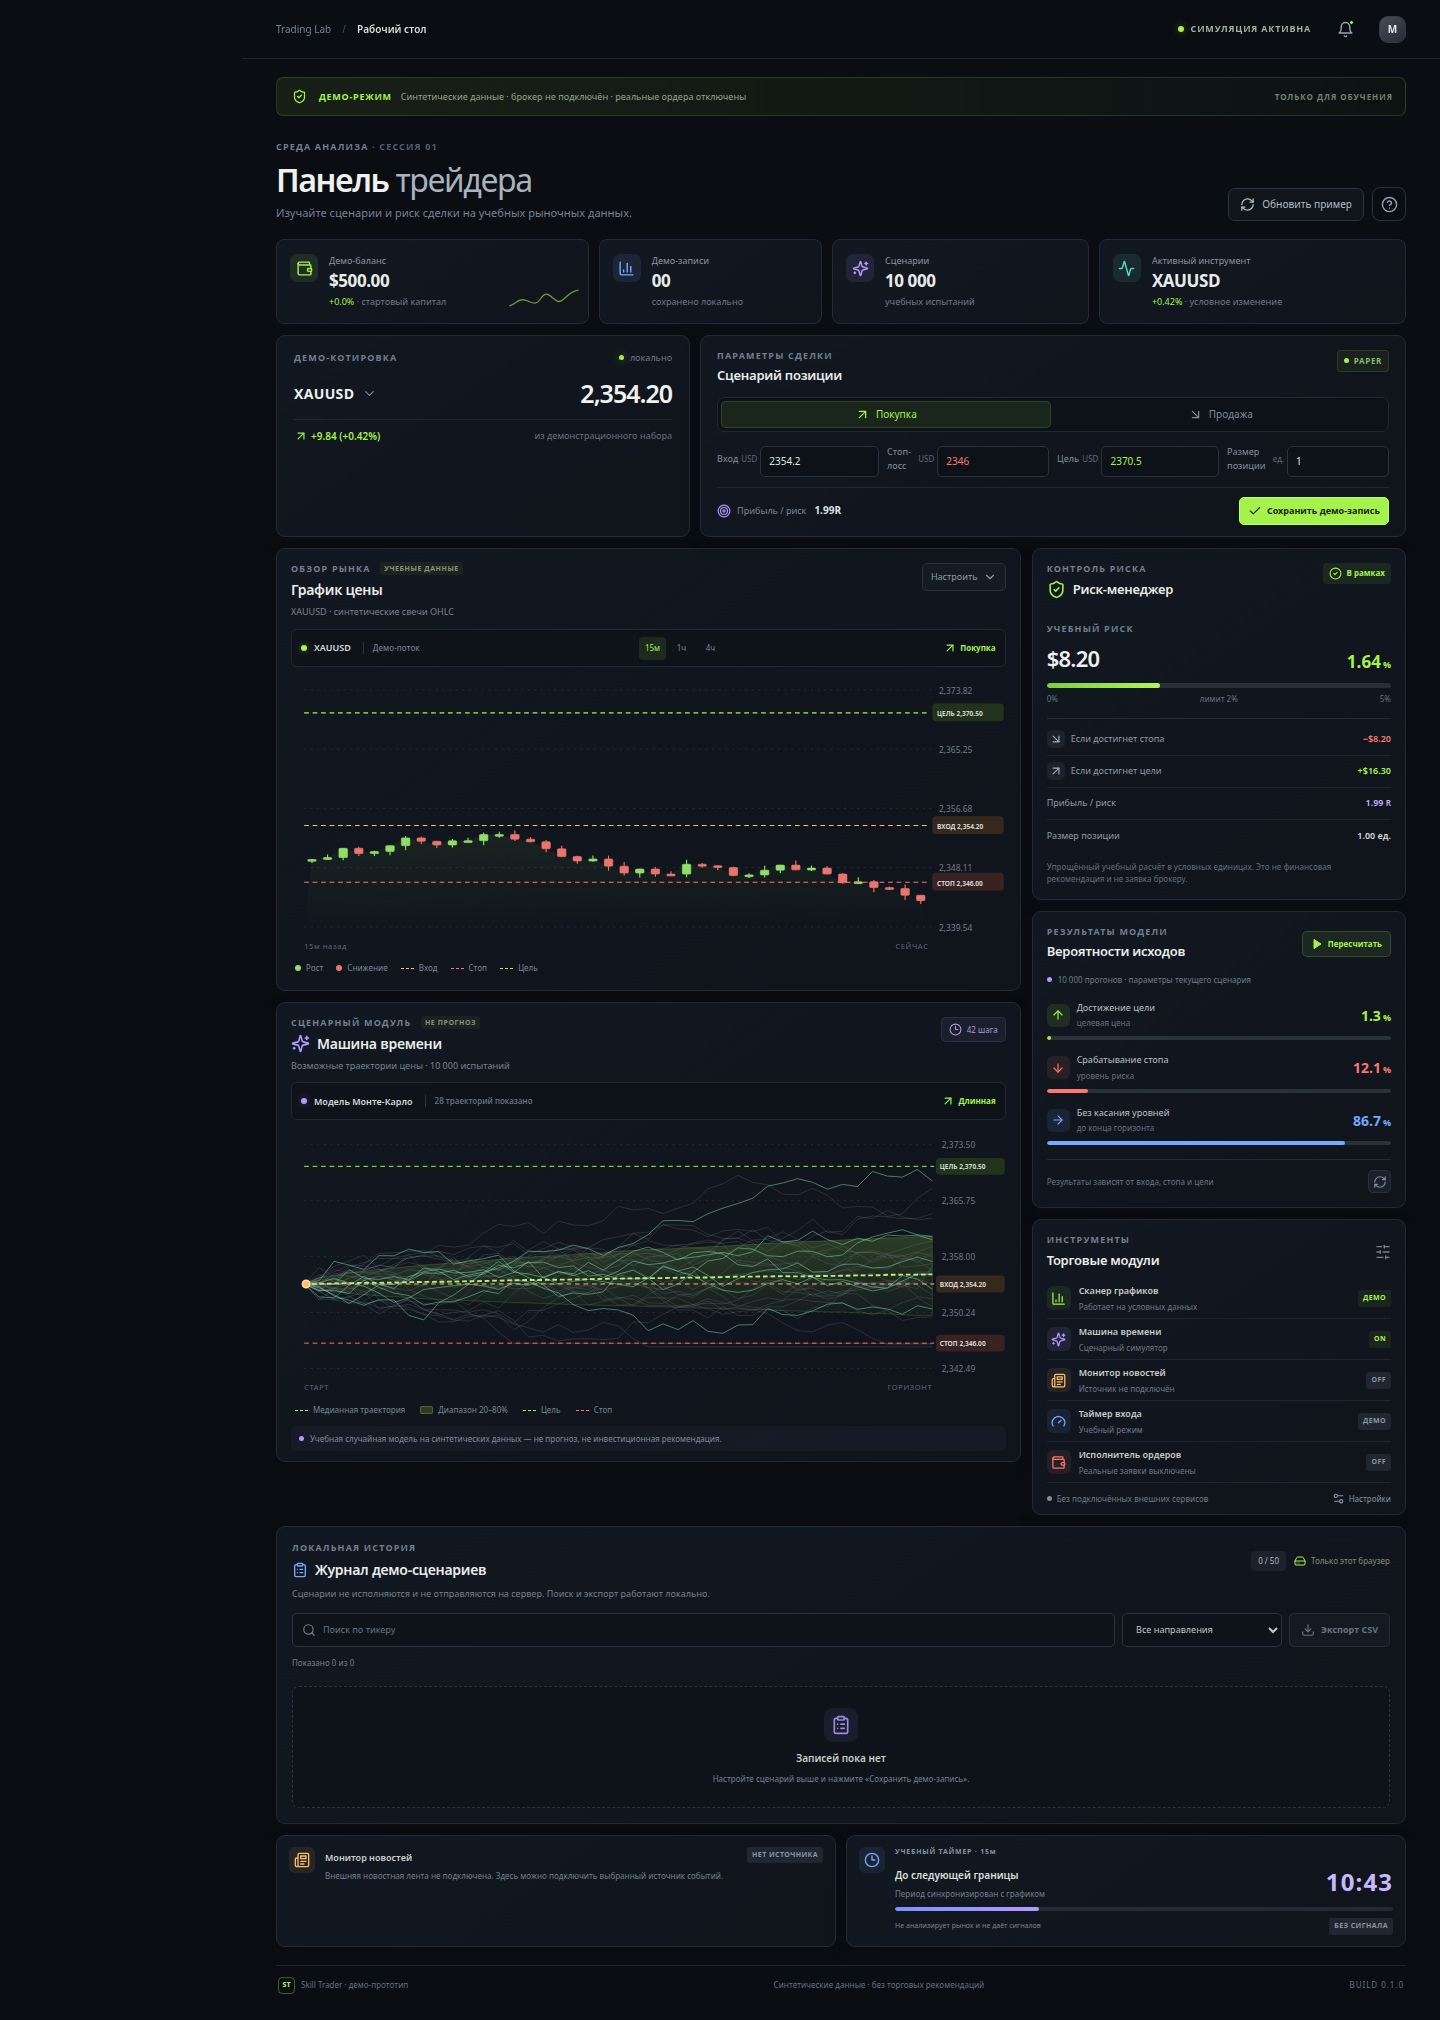 Trading Lab / Рабочий стол
СИМУЛЯЦИЯ АКТИВНА
M
ДЕМО-РЕЖИМ Синтетические данные · брокер не подключён · реальные ордера отключены
ТОЛЬКО ДЛЯ ОБУЧЕНИЯ
СРЕДА АНАЛИЗА · СЕССИЯ 01
Панель трейдера
Изучайте сценарии и риск сделки на учебных рыночных данных.
Обновить пример
Демо-баланс
$500.00
+0.0% · стартовый капитал
Демо-записи
00
сохранено локально
Сценарии
10 000
учебных испытаний
Активный инструмент
XAUUSD
+0.42% · условное изменение
ДЕМО-КОТИРОВКА
локально
XAUUSD
2,354.20
+9.84 (+0.42%)
из демонстрационного набора
ПАРАМЕТРЫ СДЕЛКИ
Сценарий позиции
PAPER
Покупка
Продажа
Вход USD 2354.2
Стоп-
лосс
USD 2346
Цель USD 2370.5
Размер
позиции
ед. 1
Прибыль / риск 1.99R
Сохранить демо-запись
ОБЗОР РЫНКА УЧЕБНЫЕ ДАННЫЕ
График цены
XAUUSD · синтетические свечи OHLC
Настроить
XAUUSD Демо-поток
15м 1ч 4ч
Покупка
2,373.82
ЦЕЛЬ 2,370.50
2,365.25
2,356.68
ВХОД 2,354.20
2,348.11
СТОП 2,346.00
2,339.54
15м назад
СЕЙЧАС
Рост Снижение Вход Стоп Цель
КОНТРОЛЬ РИСКА
Риск-менеджер
В рамках
УЧЕБНЫЙ РИСК
$8.20
1.64 %
0% лимит 2% 5%
Если достигнет стопа −$8.20
Если достигнет цели +$16.30
Прибыль / риск 1.99 R
Размер позиции 1.00 ед.
Упрощённый учебный расчёт в условных единицах. Это не финансовая
рекомендация и не заявка брокеру.
РЕЗУЛЬТАТЫ МОДЕЛИ
Вероятности исходов
Пересчитать
10 000 прогонов · параметры текущего сценария
Достижение цели
целевая цена
1.3 %
Срабатывание стопа
уровень риска
12.1 %
Без касания уровней
до конца горизонта
86.7 %
Результаты зависят от входа, стопа и цели
СЦЕНАРНЫЙ МОДУЛЬ НЕ ПРОГНОЗ
Машина времени
Возможные траектории цены · 10 000 испытаний
42 шага
Модель Монте-Карло 28 траекторий показано
Длинная
2,373.50
ЦЕЛЬ 2,370.50
2,365.75
2,358.00
ВХОД 2,354.20
2,350.24
СТОП 2,346.00
2,342.49
СТАРТ
ГОРИЗОНТ
Медианная траектория Диапазон 20–80% Цель Стоп
Учебная случайная модель на синтетических данных — не прогноз, не инвестиционная рекомендация.
ИНСТРУМЕНТЫ
Торговые модули
Сканер графиков
Работает на условных данных
ДЕМО
Машина времени
Сценарный симулятор
ON
Монитор новостей
Источник не подключён
OFF
Таймер входа
Учебный режим
ДЕМО
Исполнитель ордеров
Реальные заявки выключены
OFF
Без подключённых внешних сервисов
Настройки
ЛОКАЛЬНАЯ ИСТОРИЯ
Журнал демо-сценариев
Сценарии не исполняются и не отправляются на сервер. Поиск и экспорт работают локально.
0 / 50
Только этот браузер
Поиск по тикеру
Все направления
Экспорт CSV
Показано 0 из 0
Записей пока нет
Настройте сценарий выше и нажмите «Сохранить демо-запись».
Монитор новостей
НЕТ ИСТОЧНИКА
Внешняя новостная лента не подключена. Здесь можно подключить выбранный источник событий.
УЧЕБНЫЙ ТАЙМЕР · 15м
До следующей границы
Период синхронизирован с графиком
10:43
Не анализирует рынок и не даёт сигналов
БЕЗ СИГНАЛА
ST Skill Trader · демо-прототип
Синтетические данные · без торговых рекомендаций
BUILD 0.1.0